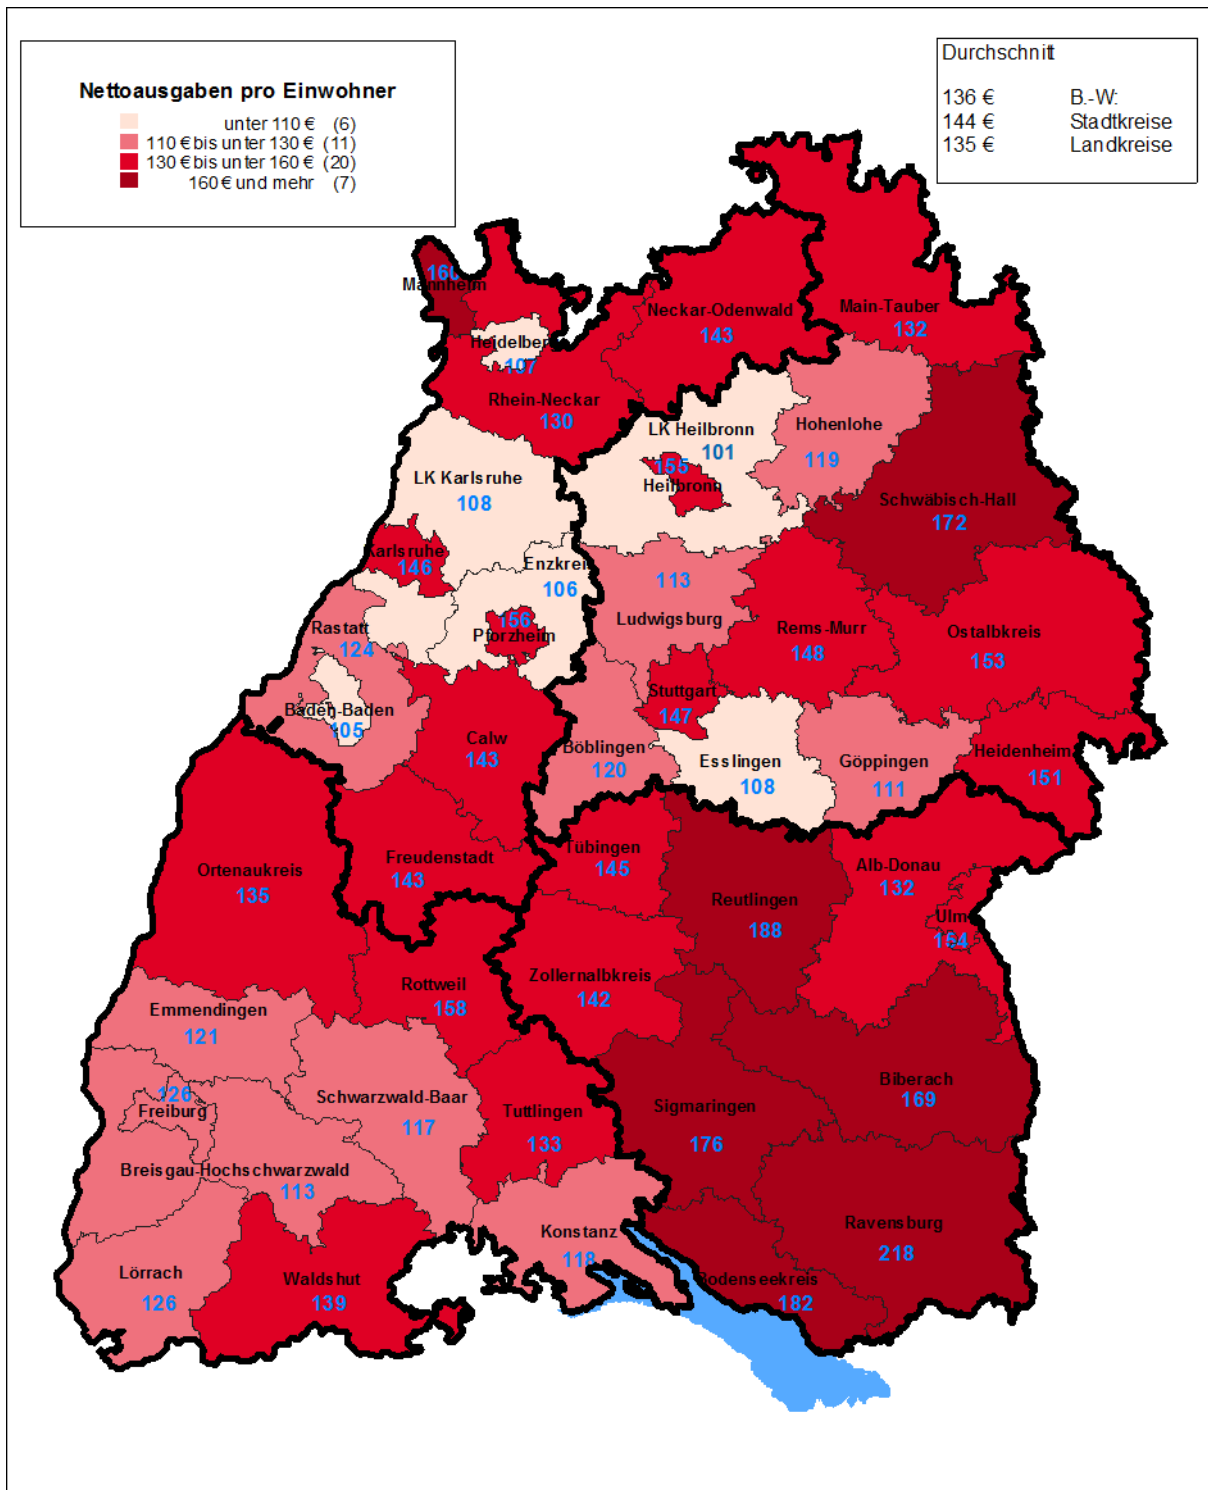 Nettoausgaben pro Einwohner
unter 110 € (6)
110 € bis unter 130 € (11)
130 € bis unter 160 € (20)
160 € und mehr (7)
Durchschnitt
136 € B.-W:
144 € Stadtkreise
135 € Landkreise
160
Mannheim
Neckar-Odenwald
143
Main-Tauber
132
Heidelberg
107
Rhein-Neckar
130
LK Heilbronn
101
Hohenlohe
119
155
Heilbronn
LK Karlsruhe
108
Schwäbisch-Hall
172
Karlsruhe
146
Enzkreis
106
113
Ludwigsburg
156
Pforzheim
Rastatt
124
Rems-Murr
148
Ostalbkreis
153
Stuttgart
147
Baden-Baden
105
Calw
143
Böblingen
120
Esslingen
108
Göppingen
111
Heidenheim
151
Ortenaukreis
135
Freudenstadt
143
Tübingen
145
Reutlingen
188
Alb-Donau
132
Ulm
154
Rottweil
158
Zollernalbkreis
142
Emmendingen
121
126
Freiburg
Schwarzwald-Baar
117
Tuttlingen
133
Sigmaringen
176
Biberach
169
Breisgau-Hochschwarzwald
113
Konstanz
118
Ravensburg
218
Lörrach
126
Waldshut
139
Bodenseekreis
182